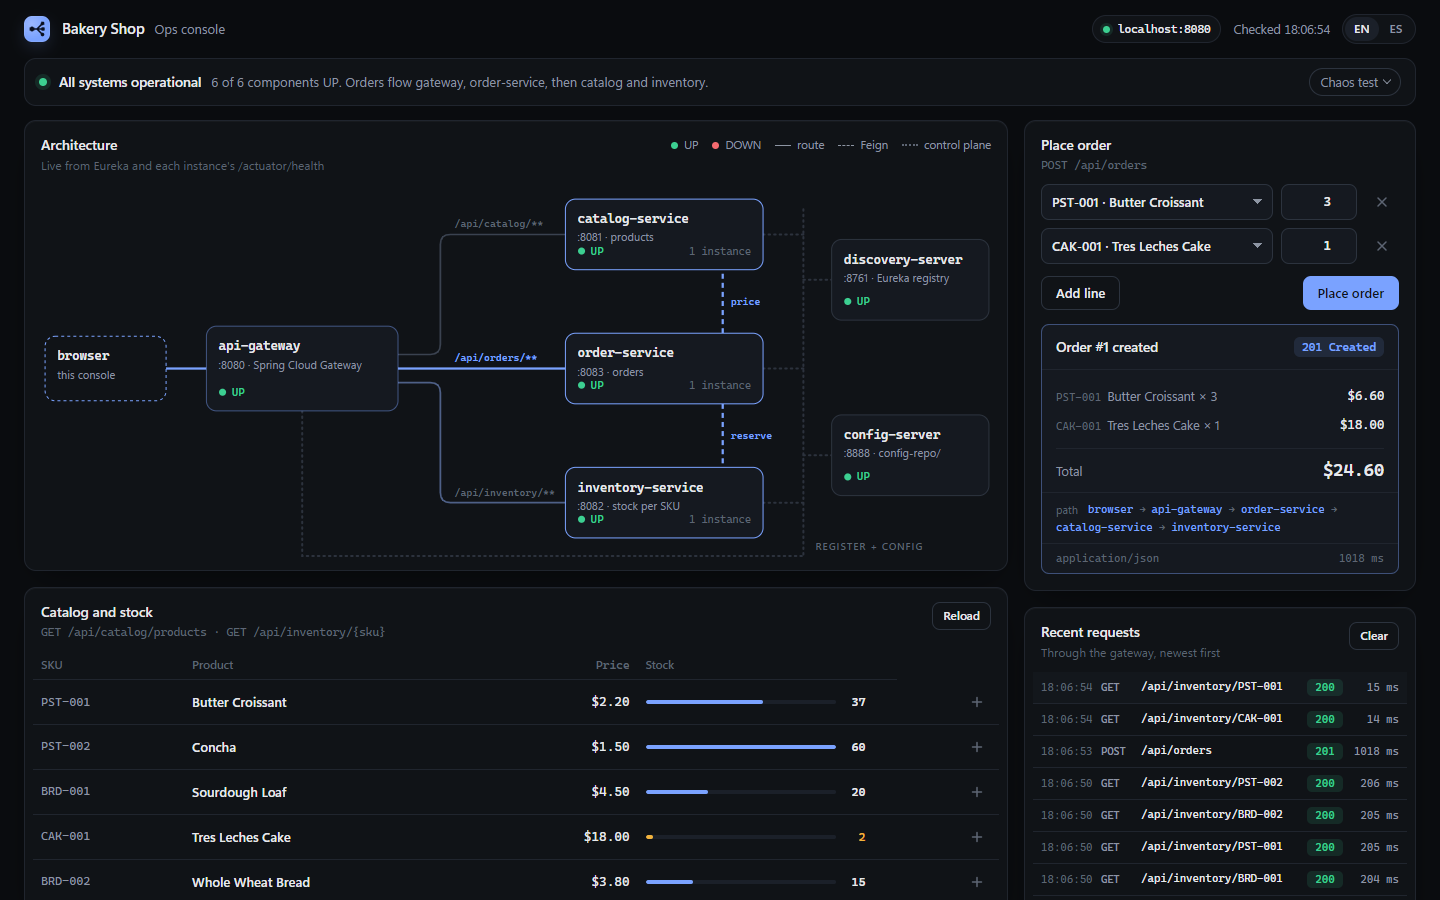 Bakery Shop Ops console
localhost:8080 Checked 18:06:54 EN ES
All systems operational 6 of 6 components UP. Orders flow gateway, order-service, then catalog and inventory.
Chaos test
Architecture
Live from Eureka and each instance's /actuator/health
UP DOWN route Feign control plane
browser
this console
api-gateway
:8080 · Spring Cloud Gateway
UP
/api/catalog/**
/api/orders/**
/api/inventory/**
catalog-service
:8081 · products
UP 1 instance
price
order-service
:8083 · orders
UP 1 instance
reserve
inventory-service
:8082 · stock per SKU
UP 1 instance
discovery-server
:8761 · Eureka registry
UP
config-server
:8888 · config-repo/
UP
REGISTER + CONFIG
Place order
POST /api/orders
PST-001 · Butter Croissant 3
CAK-001 · Tres Leches Cake 1
Add line Place order
Order #1 created 201 Created
PST-001 Butter Croissant × 3 $6.60
CAK-001 Tres Leches Cake × 1 $18.00
Total $24.60
path browser → api-gateway → order-service →
catalog-service → inventory-service
application/json 1018 ms
Catalog and stock
GET /api/catalog/products · GET /api/inventory/{sku}
Reload
SKU Product Price Stock
PST-001 Butter Croissant $2.20 37
PST-002 Concha $1.50 60
BRD-001 Sourdough Loaf $4.50 20
CAK-001 Tres Leches Cake $18.00 2
BRD-002 Whole Wheat Bread $3.80 15
Recent requests
Through the gateway, newest first
Clear
18:06:54 GET /api/inventory/PST-001 200 15 ms
18:06:54 GET /api/inventory/CAK-001 200 14 ms
18:06:53 POST /api/orders 201 1018 ms
18:06:50 GET /api/inventory/PST-002 200 206 ms
18:06:50 GET /api/inventory/BRD-002 200 205 ms
18:06:50 GET /api/inventory/PST-001 200 205 ms
18:06:50 GET /api/inventory/BRD-001 200 204 ms